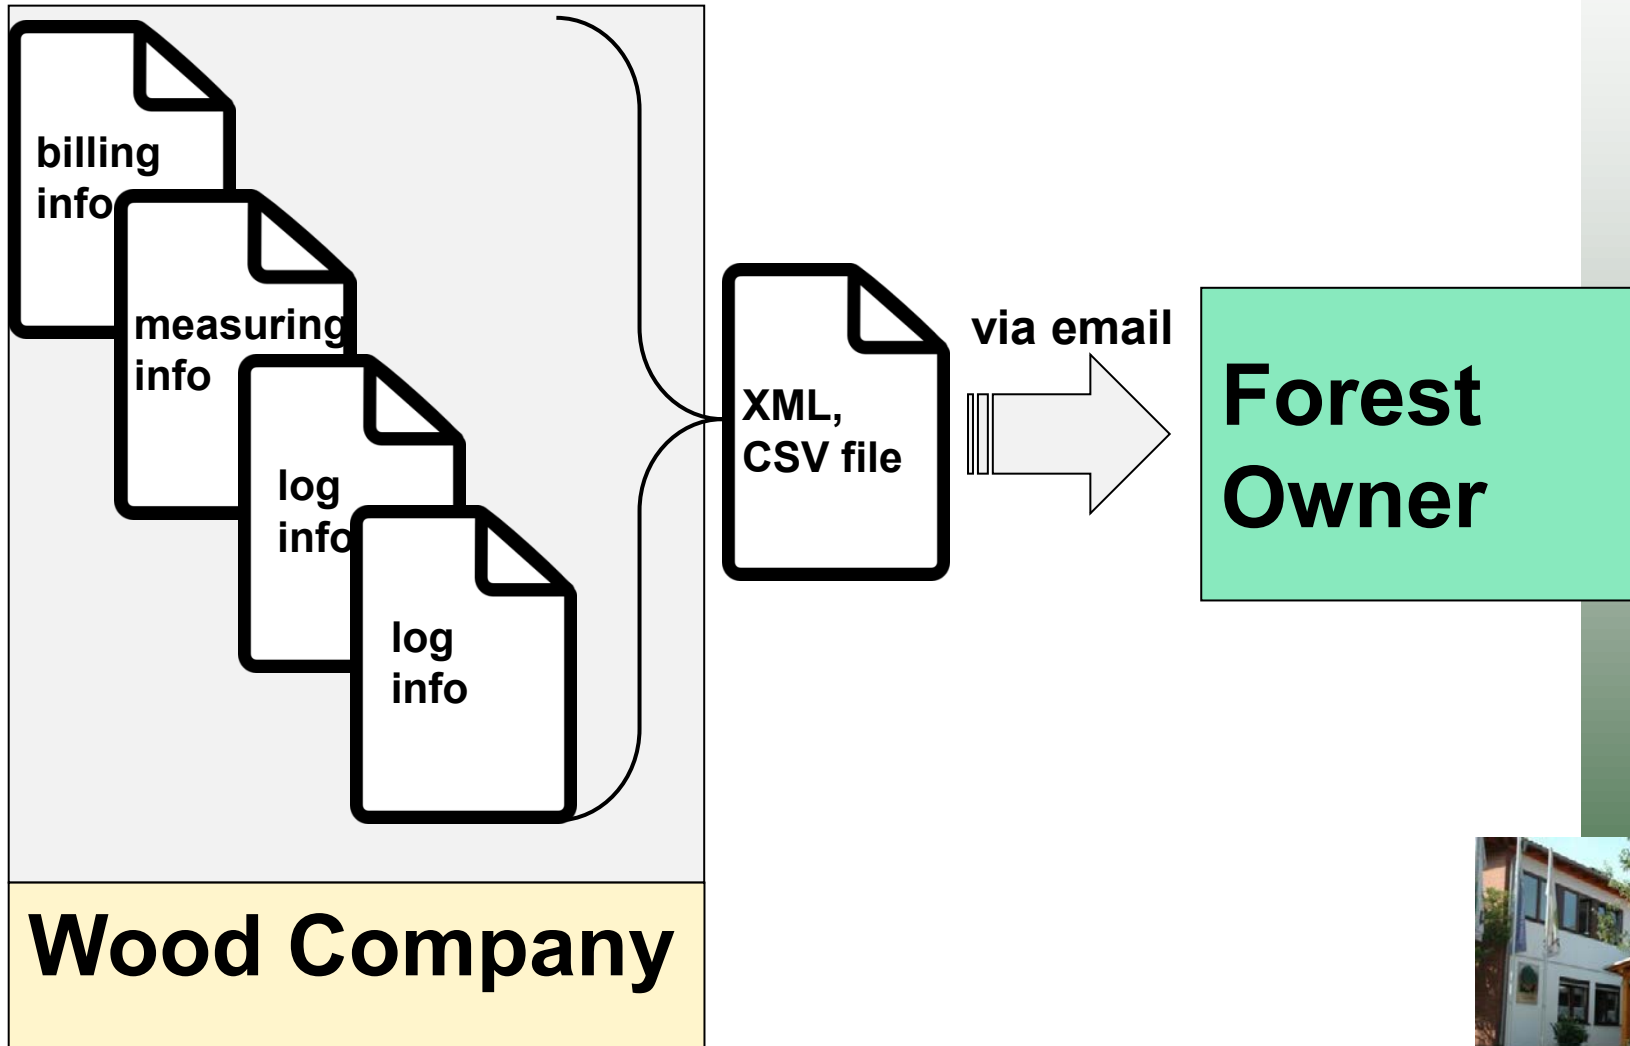 billing
info
measuring
info
log
info
log
info
XML,
CSV file
via email
Forest
Owner
Wood Company